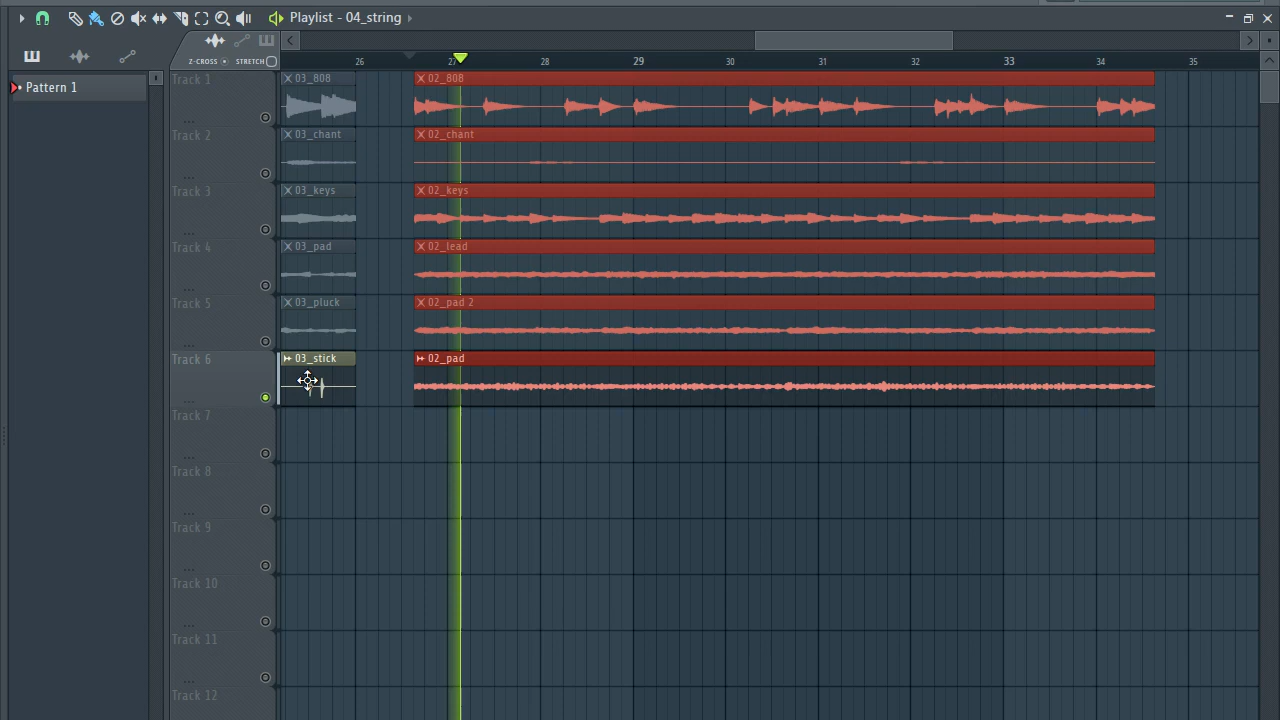 Playlist - 04_string
Z-CROSS STRETCH
26 27 28 29 30 31 32 33 34 35
Pattern 1
Track 1
03_808
02_808
...
Track 2
03_chant
02_chant
...
Track 3
03_keys
02_keys
...
Track 4
03_pad
02_lead
...
Track 5
03_pluck
02_pad 2
...
Track 6
03_stick
02_pad
...
Track 7
...
Track 8
...
Track 9
...
Track 10
...
Track 11
...
Track 12